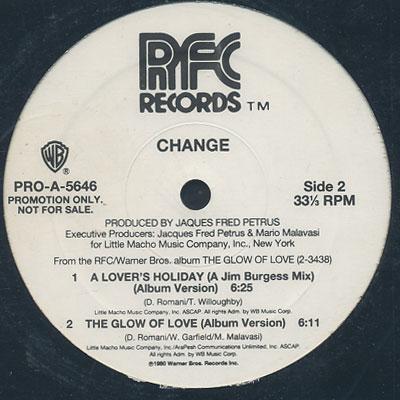 RFC
RECORDS TM
CHANGE
WB
PRO-A-5646
PROMOTION ONLY.
NOT FOR SALE.
Side 2
33⅓ RPM
PRODUCED BY JAQUES FRED PETRUS
Executive Producers: Jacques Fred Petrus & Mario Malavasi
for Little Macho Music Company, Inc., New York
From the RFC/Warner Bros. album THE GLOW OF LOVE (2-3438)
1 A LOVER'S HOLIDAY (A Jim Burgess Mix)
(Album Version) 6:25
(D. Romani/T. Willoughby)
Little Macho Music Company, Inc. ASCAP. All rights Adm. by WB Music Corp.
2 THE GLOW OF LOVE (Album Version) 6:11
(D. Romani/W. Garfield/M. Malavasi)
Little Macho Music Company, Inc./AraPesh Communications Unlimited, Inc. ASCAP.
All rights Adm. by WB Music Corp.
℗1980 Warner Bros. Records Inc.